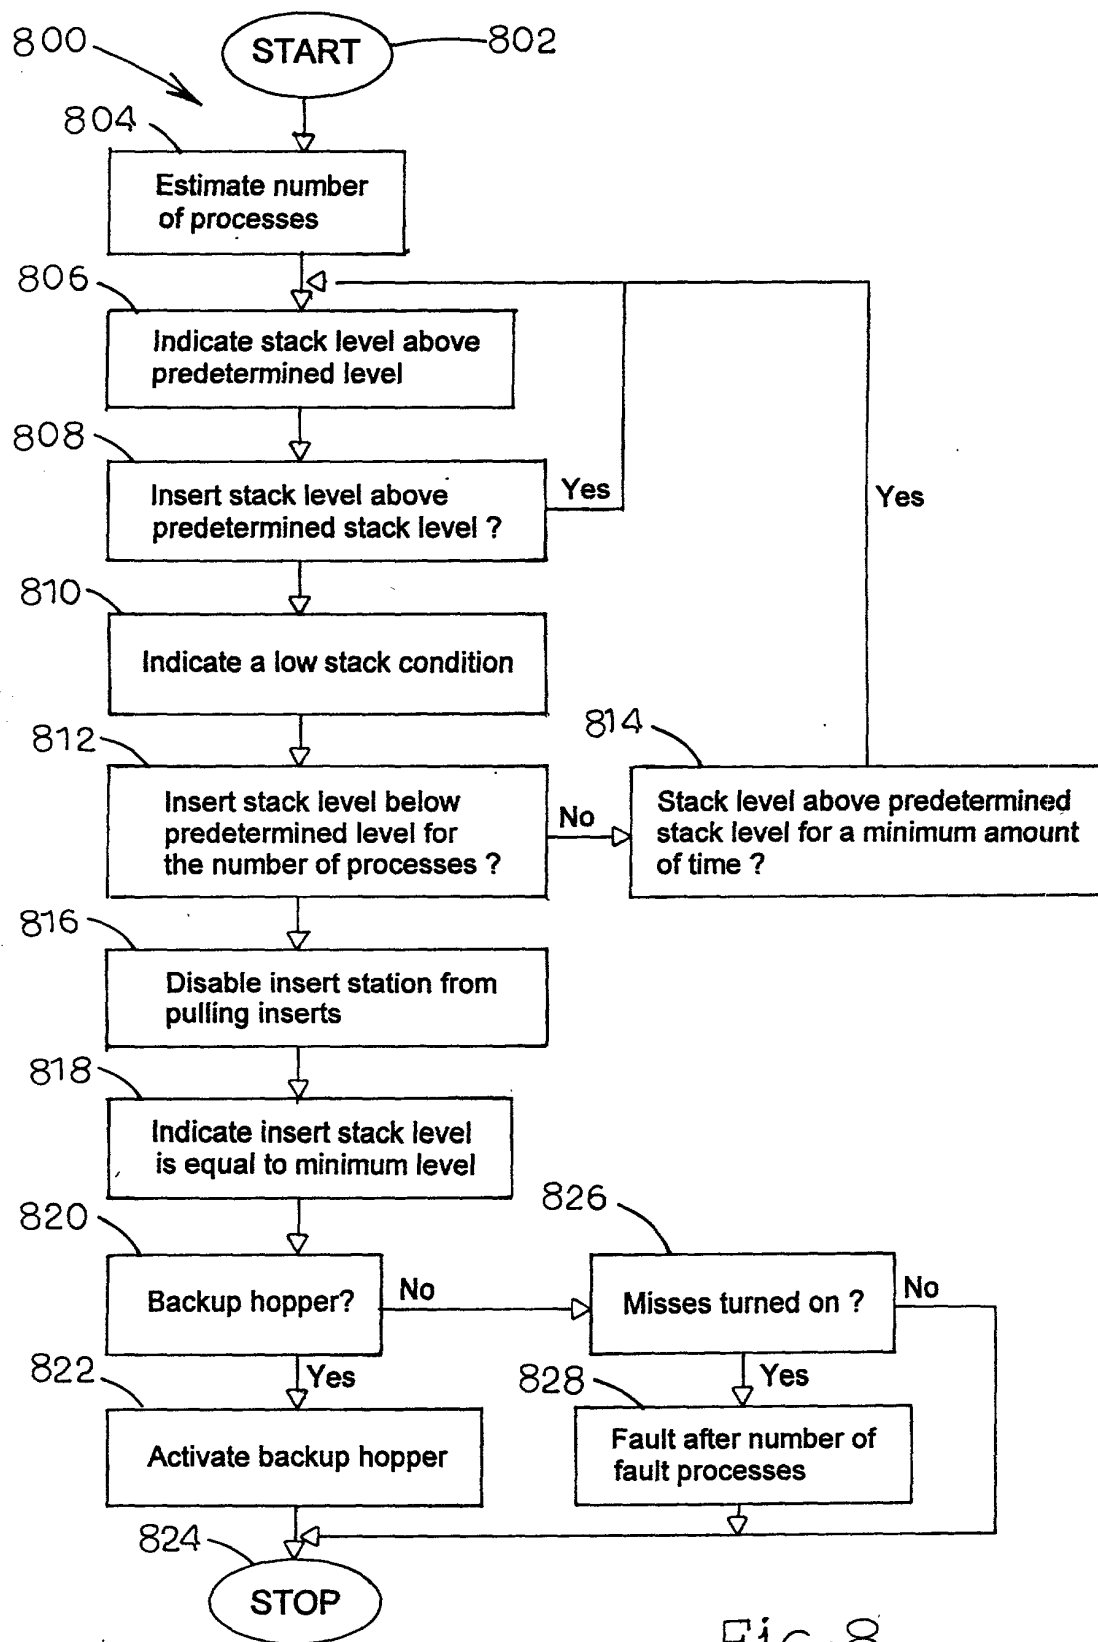 800
START
802
804
Estimate number
of processes
806
Indicate stack level above
predetermined level
808
Insert stack level above
predetermined stack level ?
Yes
Yes
810
Indicate a low stack condition
812
814
Insert stack level below
predetermined level for
the number of processes ?
No
Stack level above predetermined
stack level for a minimum amount
of time ?
816
Disable insert station from
pulling inserts
818
Indicate insert stack level
is equal to minimum level
820
826
Backup hopper?
No
Misses turned on ?
No
822
Yes
828
Yes
Activate backup hopper
Fault after number of
fault processes
824
STOP
Fig. 8